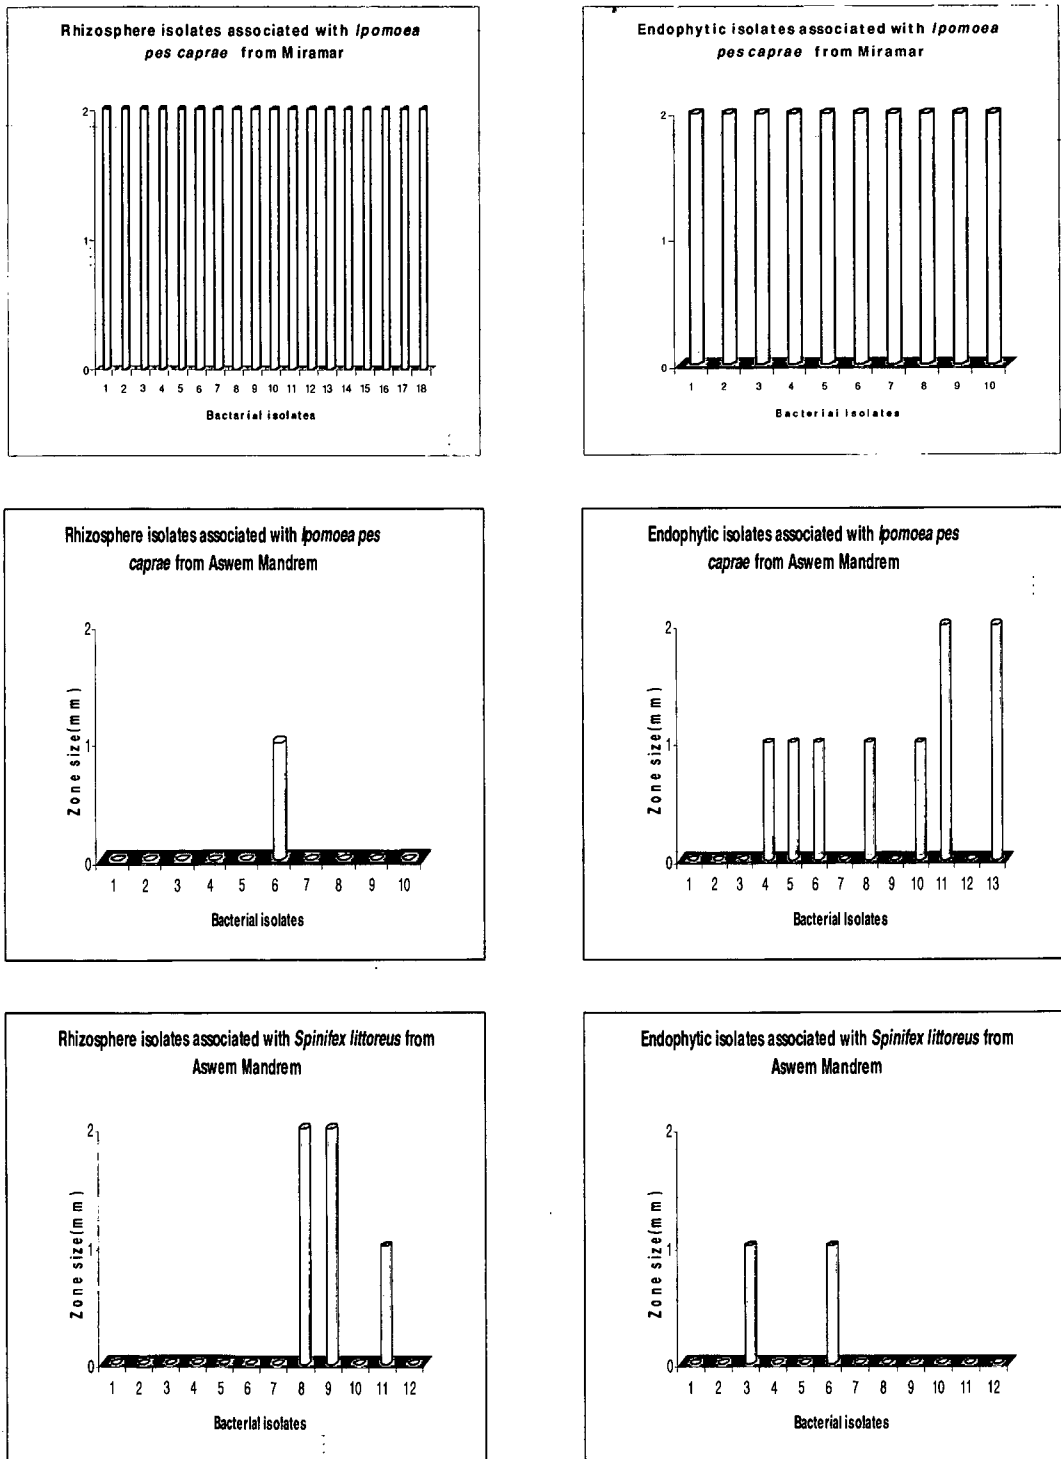 Rhizosphere isolates associated with Ipomoea
pes caprae from Miramar
2
1
0
1 2 3 4 5 6 7 8 9 10 11 12 13 14 15 16 17 18
Bacterial isolates
Endophytic isolates associated with Ipomoea
pes caprae from Miramar
2
1
0
1 2 3 4 5 6 7 8 9 10
Bacterial isolates
Rhizosphere isolates associated with Ipomoea pes
caprae from Aswem Mandrem
Zone size(mm)
2
1
0
1 2 3 4 5 6 7 8 9 10
Bacterial isolates
Endophytic isolates associated with Ipomoea pes
caprae from Aswem Mandrem
Zone size(mm)
2
1
0
1 2 3 4 5 6 7 8 9 10 11 12 13
Bacterial Isolates
Rhizosphere isolates associated with Spinifex littoreus from
Aswem Mandrem
Zone size(mm)
2
1
0
1 2 3 4 5 6 7 8 9 10 11 12
Bacterial isolates
Endophytic isolates associated with Spinifex littoreus from
Aswem Mandrem
Zone size(mm)
2
1
0
1 2 3 4 5 6 7 8 9 10 11 12
Bacterial isolates